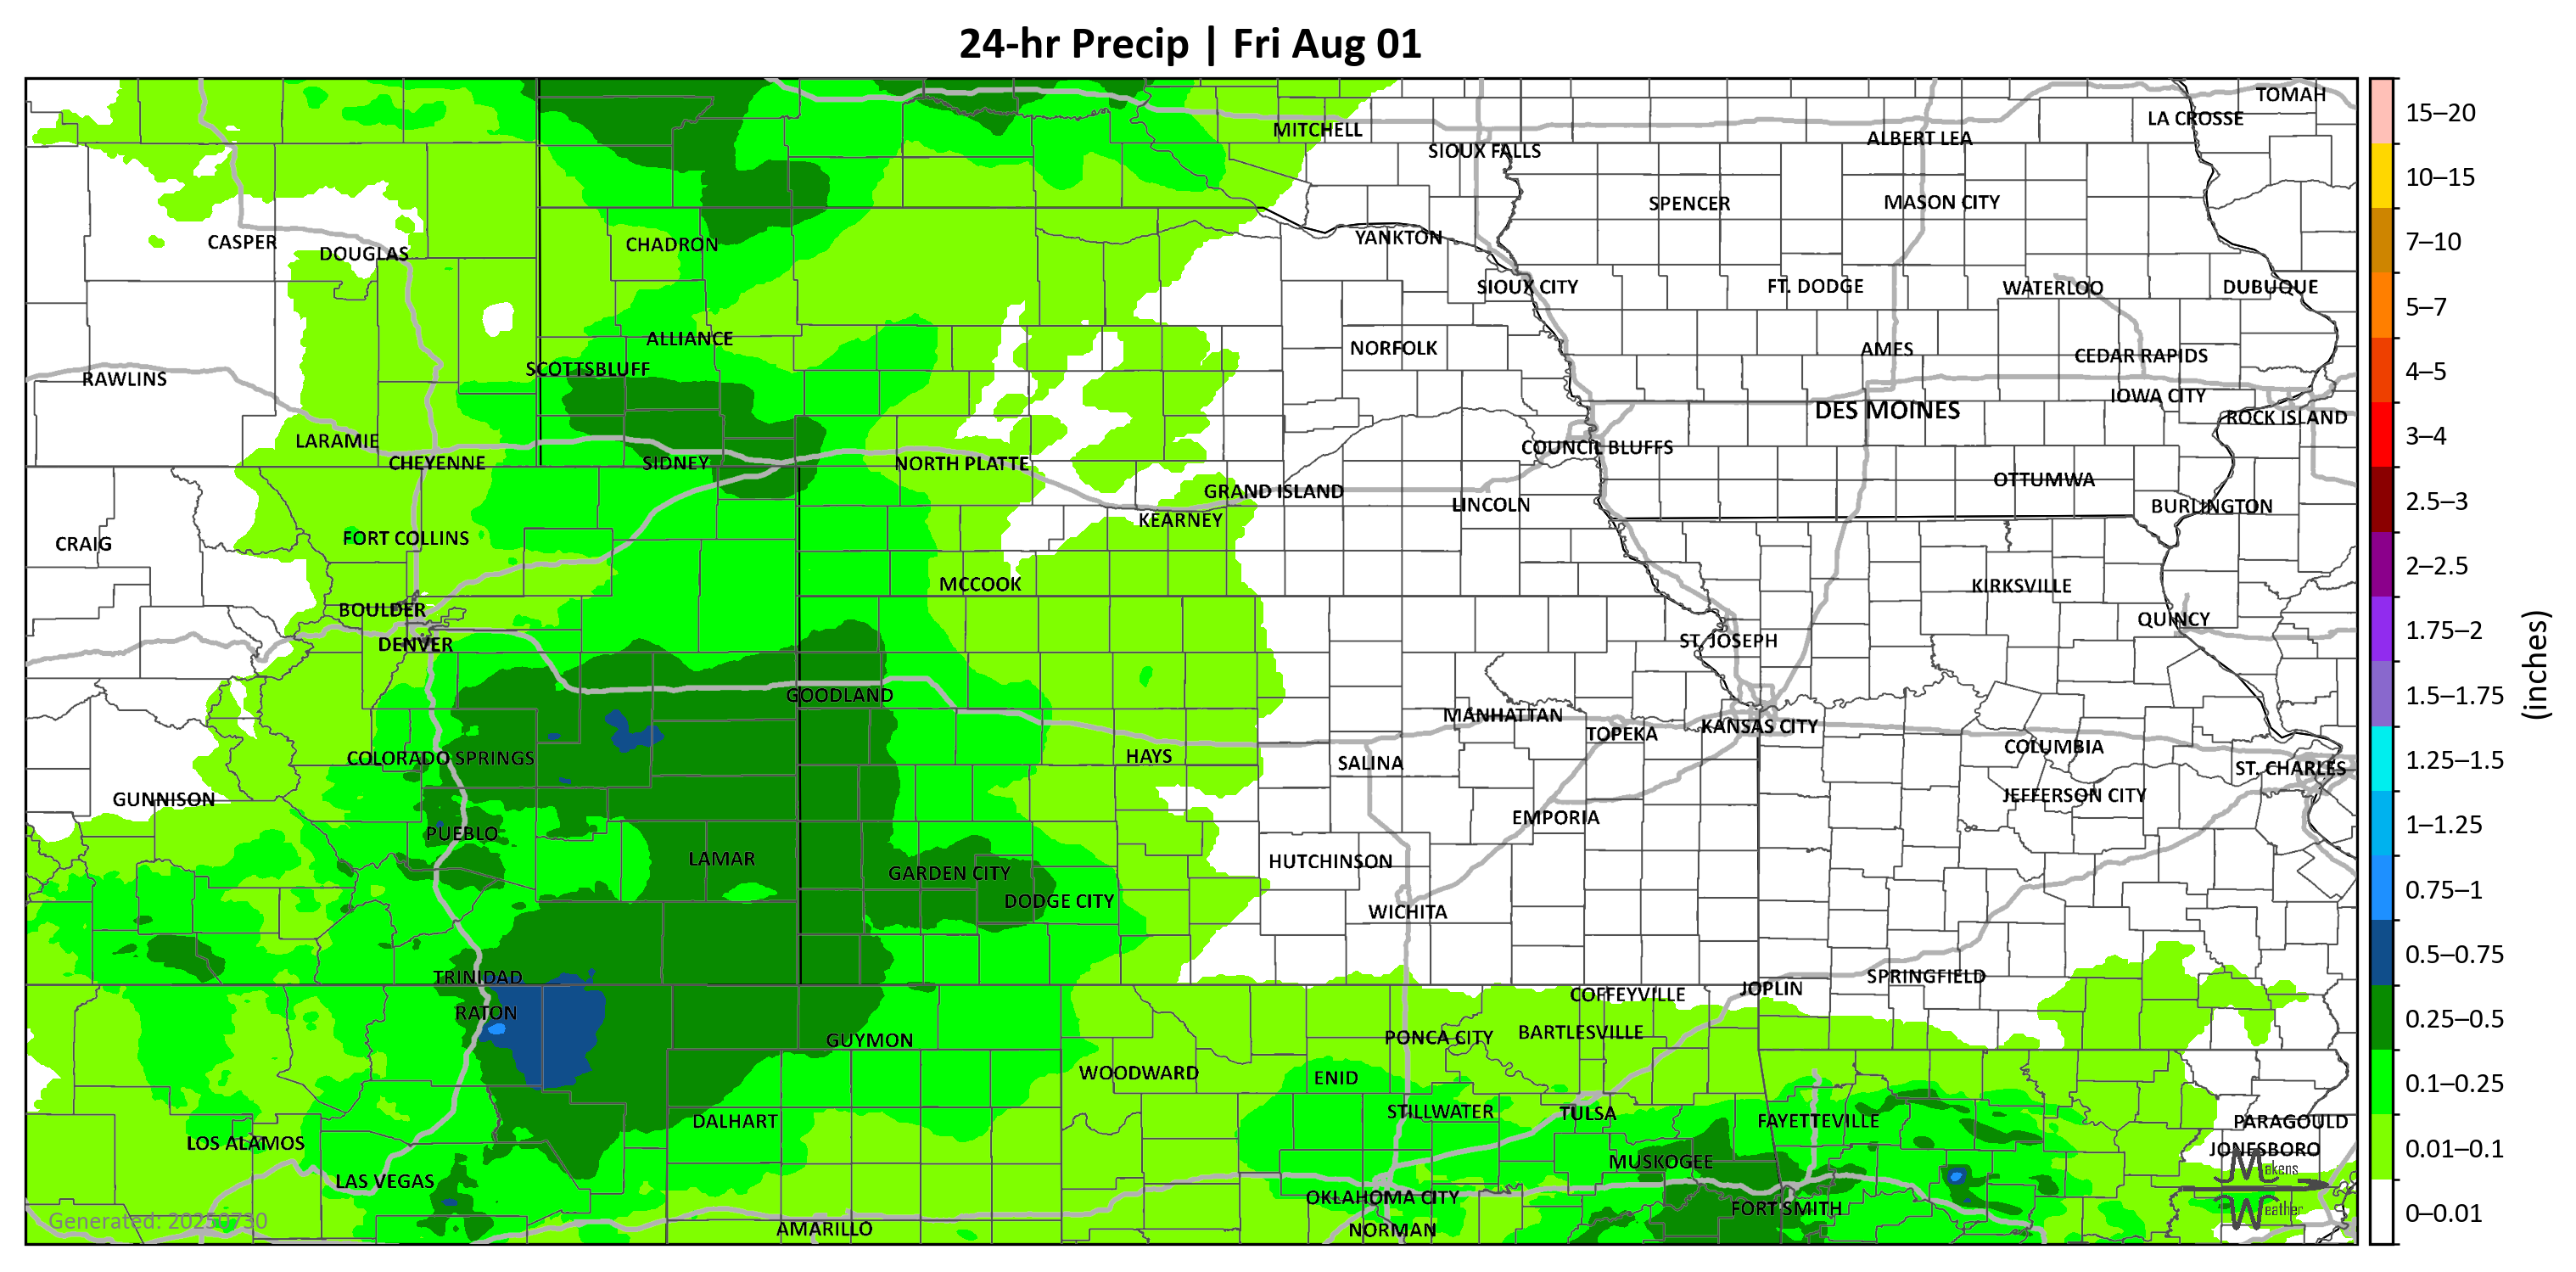 24-hr Precip | Fri Aug 01
TOMAH
LA CROSSE
MITCHELL
ALBERT LEA
SIOUX FALLS
SPENCER
MASON CITY
CASPER
DOUGLAS
CHADRON
YANKTON
SIOUX CITY
FT. DODGE
WATERLOO
DUBUQUE
ALLIANCE
NORFOLK
AMES
CEDAR RAPIDS
RAWLINS
SCOTTSBLUFF
IOWA CITY
DES MOINES
ROCK ISLAND
LARAMIE
CHEYENNE
SIDNEY
NORTH PLATTE
COUNCIL BLUFFS
GRAND ISLAND
LINCOLN
OTTUMWA
BURLINGTON
KEARNEY
CRAIG
FORT COLLINS
MCCOOK
KIRKSVILLE
BOULDER
QUINCY
DENVER
ST. JOSEPH
GOODLAND
MANHATTAN
TOPEKA
KANSAS CITY
COLORADO SPRINGS
HAYS
SALINA
COLUMBIA
ST. CHARLES
GUNNISON
JEFFERSON CITY
PUEBLO
EMPORIA
LAMAR
GARDEN CITY
HUTCHINSON
DODGE CITY
WICHITA
TRINIDAD
SPRINGFIELD
RATON
COFFEYVILLE
JOPLIN
GUYMON
PONCA CITY
BARTLESVILLE
WOODWARD
ENID
DALHART
STILLWATER
TULSA
FAYETTEVILLE
PARAGOULD
LOS ALAMOS
JONESBORO
LAS VEGAS
MUSKOGEE
OKLAHOMA CITY
FORT SMITH
AMARILLO
NORMAN
Generated: 20250730
Makens
Weather
15–20
10–15
7–10
5–7
4–5
3–4
2.5–3
2–2.5
1.75–2
1.5–1.75
1.25–1.5
1–1.25
0.75–1
0.5–0.75
0.25–0.5
0.1–0.25
0.01–0.1
0–0.01
(inches)